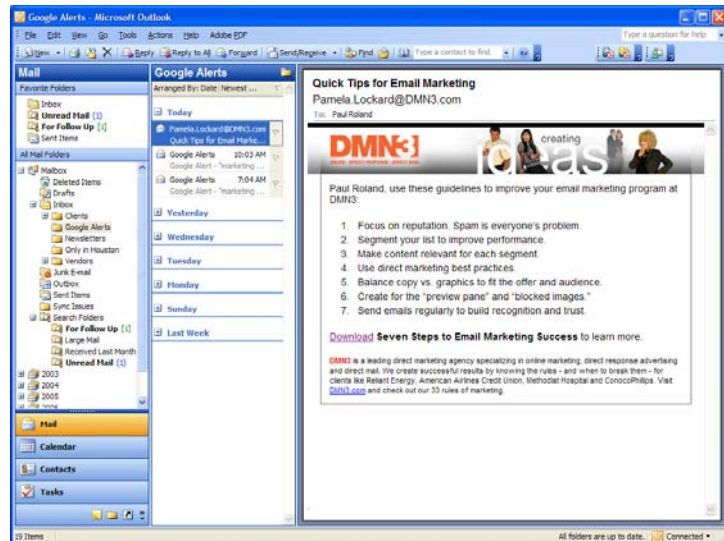 Google Alerts - Microsoft Outlook
File Edit View Go Tools Actions Help Adobe PDF
Type a question for help
New Reply Reply to All Forward Send/Receive Find Type a contact to find
Mail
Favorite Folders
Inbox
Unread Mail (1)
For Follow Up [1]
Sent Items
All Mail Folders
Mailbox
Deleted Items
Drafts
Inbox
Clients
Google Alerts
Newsletters
Only in Houston
Vendors
Junk E-mail
Outbox
Sent Items
Sync Issues
Search Folders
For Follow Up [1]
Large Mail
Received Last Month
Unread Mail (1)
2003
2004
2005
Mail
Calendar
Contacts
Tasks
Google Alerts
Arranged By: Date Newest ...
Today
Pamela.Lockard@DMN3.com
Quick Tips for Email Marke...
Google Alerts 10:03 AM
Google Alert - "marketing ...
Google Alerts 7:04 AM
Google Alert - "marketing ...
Yesterday
Wednesday
Tuesday
Monday
Sunday
Last Week
Quick Tips for Email Marketing
Pamela.Lockard@DMN3.com
To: Paul Roland
DMN3
ONLINE DIRECT RESPONSE DIRECT MAIL
creating
ideas
Paul Roland, use these guidelines to improve your email marketing program at
DMN3:
1. Focus on reputation. Spam is everyone's problem.
2. Segment your list to improve performance.
3. Make content relevant for each segment.
4. Use direct marketing best practices.
5. Balance copy vs. graphics to fit the offer and audience.
6. Create for the "preview pane" and "blocked images."
7. Send emails regularly to build recognition and trust.
Download Seven Steps to Email Marketing Success to learn more.
DMN3 is a leading direct marketing agency specializing in online marketing, direct response advertising
and direct mail. We create successful results by knowing the rules - and when to break them - for
clients like Reliant Energy, American Airlines Credit Union, Methodist Hospital and ConocoPhillips. Visit
DMN3.com and check out our 33 rules of marketing.
19 Items
All folders are up to date. Connected